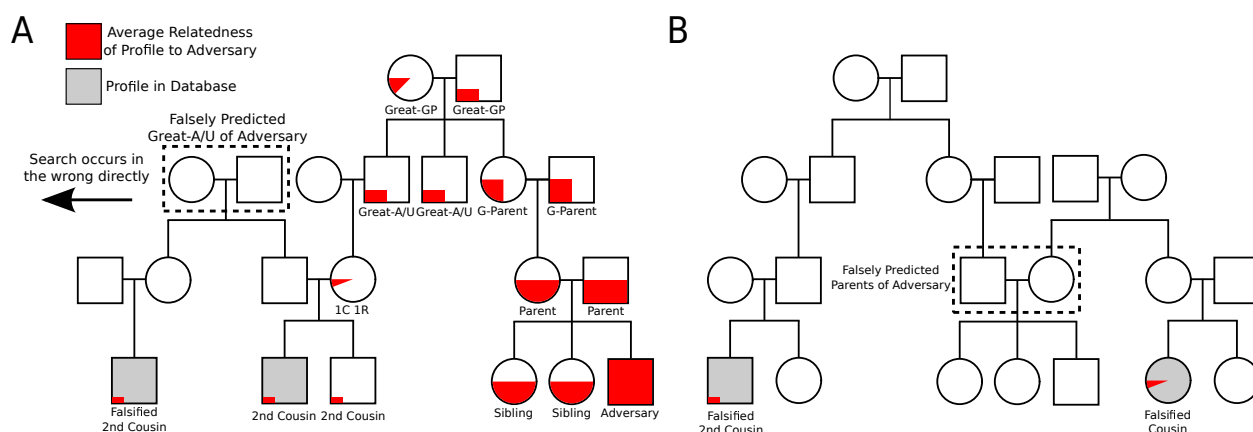 A
Average Relatedness
of Profile to Adversary
Profile in Database
Falsely Predicted
Great-A/U of Adversary
Search occurs in
the wrong directly
Great-GP
Great-GP
Great-A/U
Great-A/U
G-Parent
G-Parent
1C 1R
Parent
Parent
Falsified
2nd Cousin
2nd Cousin
2nd Cousin
Sibling
Sibling
Adversary
B
Falsely Predicted
Parents of Adversary
Falsified
2nd Cousin
Falsified
Cousin